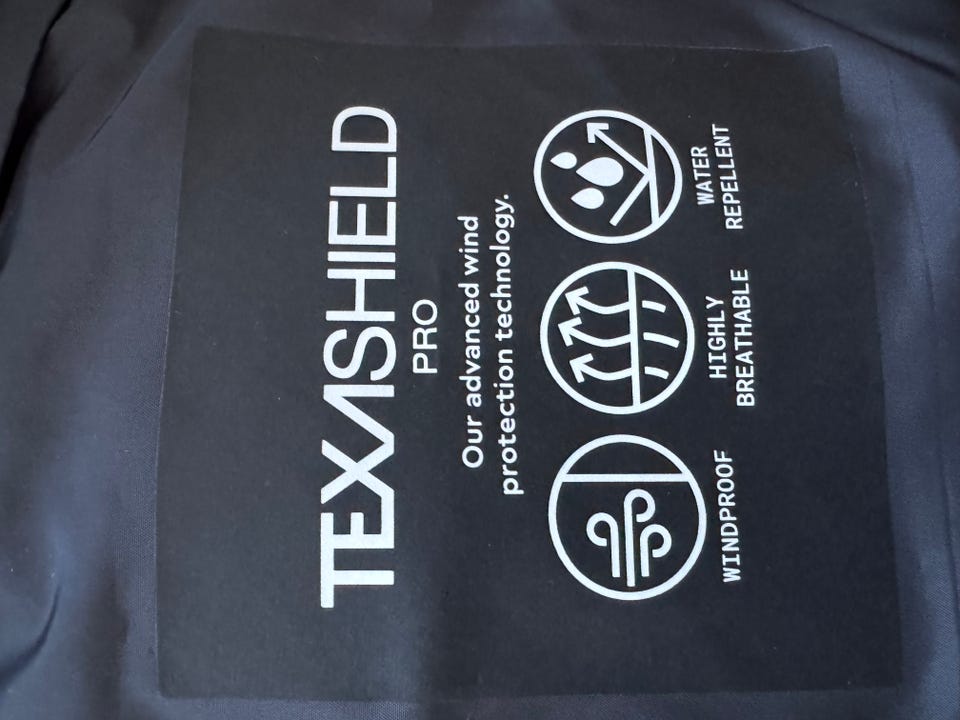 TEXASHIELD
PRO
Our advanced wind
protection technology.
WINDPROOF
HIGHLY
BREATHABLE
WATER
REPELLENT